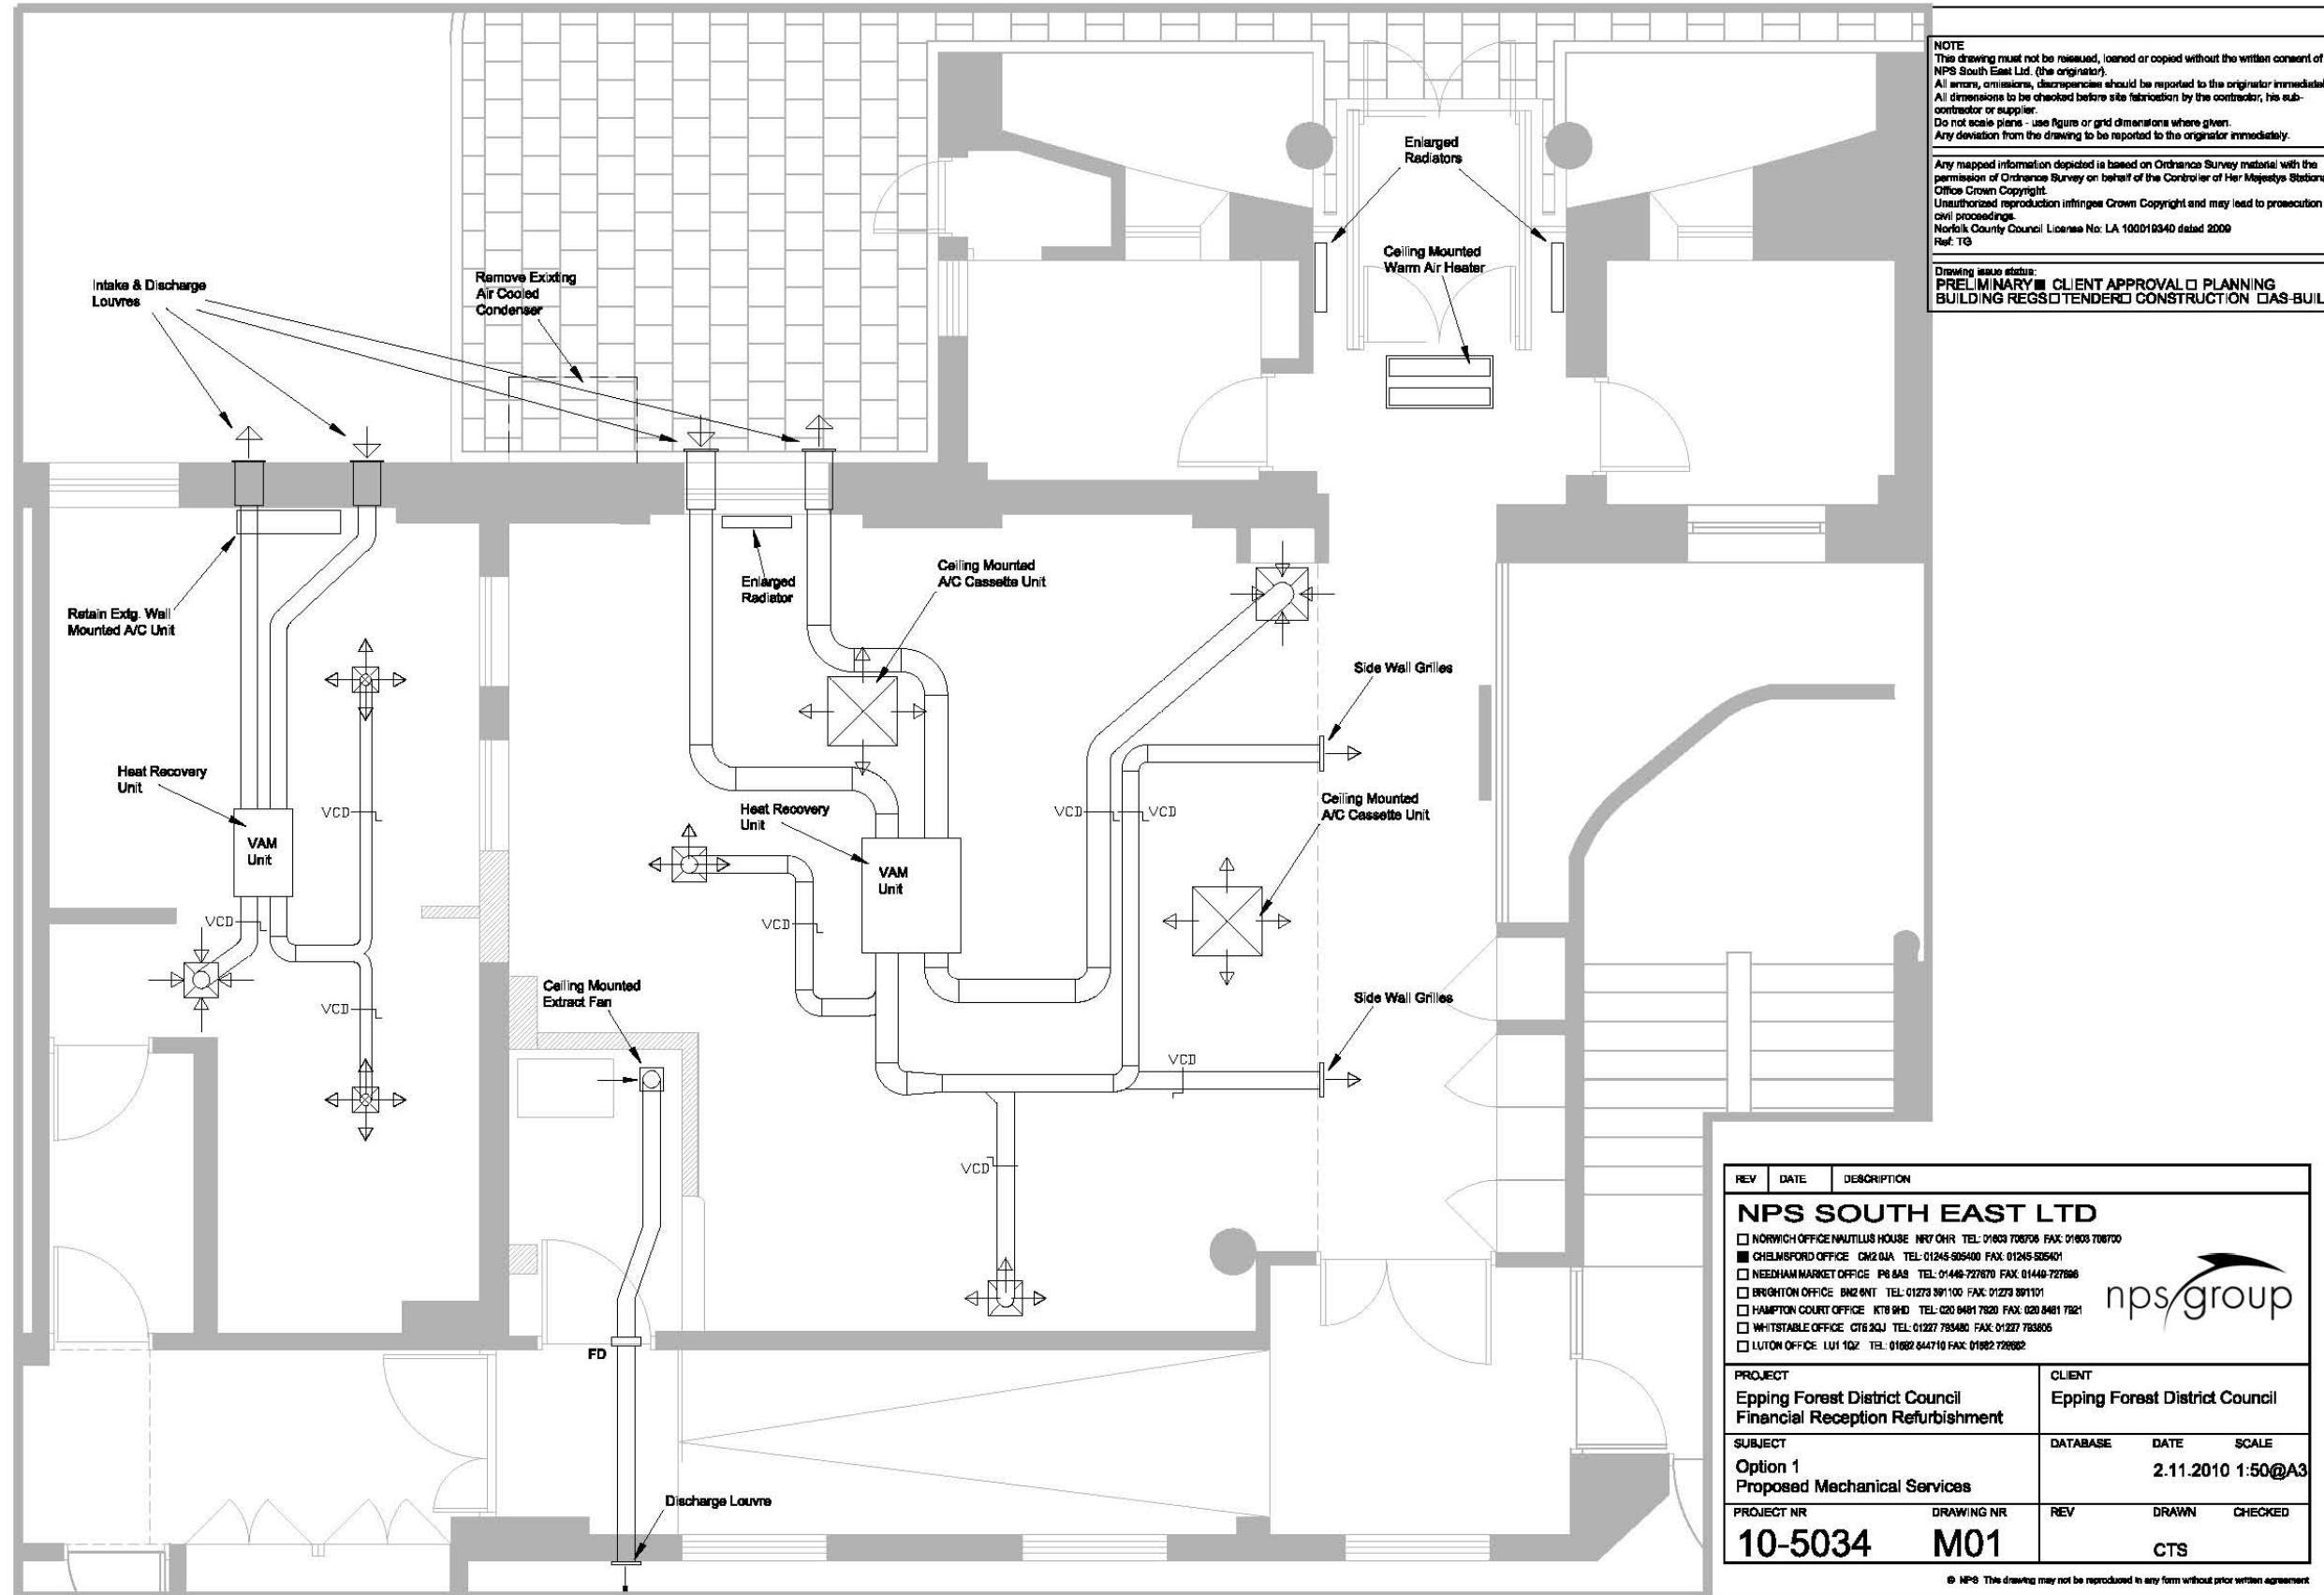 NOTE
This drawing must not be reissued, loaned or copied without the written consent of
NPS South East Ltd. (the originator).
All errors, omissions, discrepancies should be reported to the originator
All dimensions to be checked before site fabrication by the contractor, his sub-
contractor or supplier.
Do not scale plans - use figure or grid dimensions where given.
Any deviation from the drawing to be reported to the originator immediately.
Any mapped information depicted is based on Ordnance Survey material with the
permission of Ordnance Survey on behalf of the Controller of Her Majestys
Office Crown Copyright.
Unauthorized reproduction infringes Crown Copyright and may lead to prosecution
civil proceedings.
Norfolk County Council License No: LA 100019340 dated 2009
Ref: TG
Drawing issue status:
PRELIMINARY ■ CLIENT APPROVAL □ PLANNING
BUILDING REGS □ TENDER □ CONSTRUCTION □ AS-BUIL
Enlarged
Radiators
Ceiling Mounted
Warm Air Heater
Intake & Discharge
Louvres
Remove Exixting
Air Cooled
Condenser
Retain Extg. Wall
Mounted A/C Unit
Enlarged
Radiator
Ceiling Mounted
A/C Cassette Unit
Side Wall Grilles
Heat Recovery
Unit
VAM
Unit
VCD
VCD
VCD
Heat Recovery
Unit
VAM
Unit
VCD
VCD
VCD
Ceiling Mounted
A/C Cassette Unit
Ceiling Mounted
Extract Fan
Side Wall Grilles
VCD
VCD
FD
Discharge Louvre
REV DATE DESCRIPTION
NPS SOUTH EAST LTD
□ NORWICH OFFICE NAUTILUS HOUSE NR7 0HR TEL: 01603 706705 FAX: 01603 706700
■ CHELMSFORD OFFICE CM2 0JA TEL: 01245-505400 FAX: 01245-505401
□ NEEDHAM MARKET OFFICE IP6 8AS TEL: 01449-727670 FAX: 01449-727698
□ BRIGHTON OFFICE BN2 6NT TEL: 01273 391100 FAX: 01273 391101
□ HAMPTON COURT OFFICE KT8 9HD TEL: 020 8481 7920 FAX: 020 8481 7921
□ WHITSTABLE OFFICE CT5 2QJ TEL: 01227 793480 FAX: 01227 793805
□ LUTON OFFICE LU1 1QZ TEL: 01582 544710 FAX: 01582 729662
nps group
PROJECT
Epping Forest District Council
Financial Reception Refurbishment
CLIENT
Epping Forest District Council
SUBJECT
Option 1
Proposed Mechanical Services
DATABASE DATE SCALE
2.11.2010 1:50@A3
PROJECT NR DRAWING NR
10-5034 M01
REV DRAWN CHECKED
CTS
© NPS This drawing may not be reproduced in any form without prior written agreement